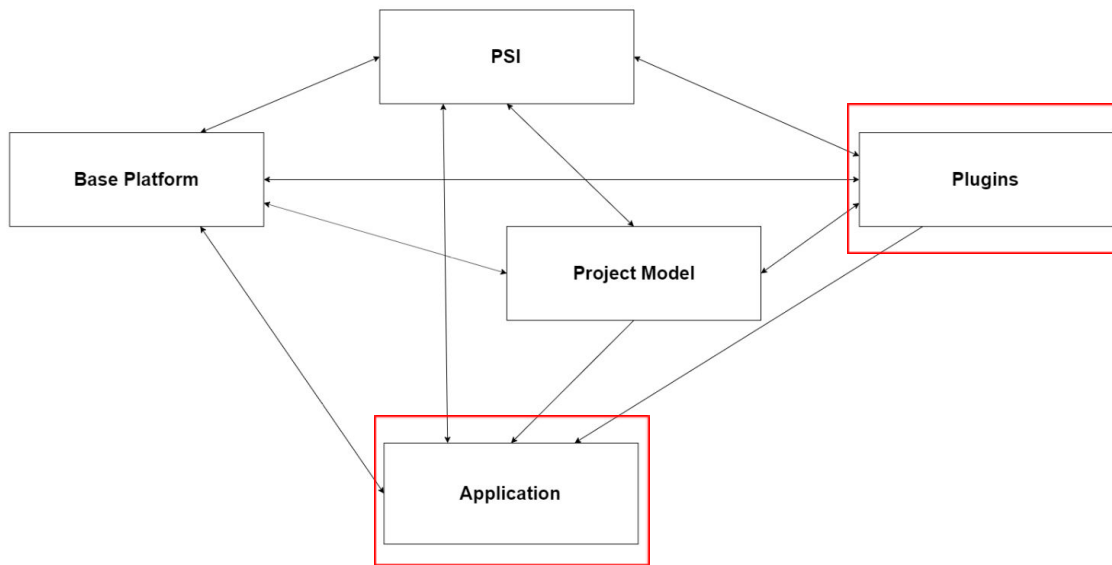 PSI
Base Platform
Plugins
Project Model
Application